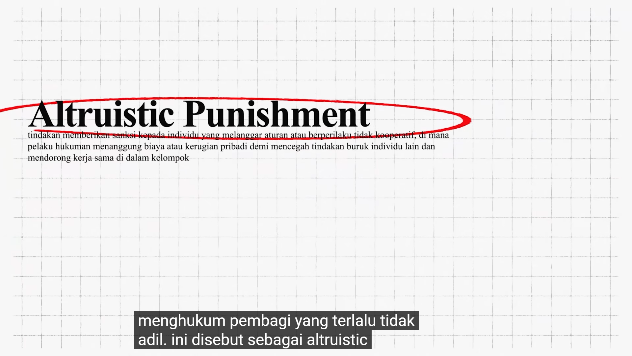 Altruistic Punishment
tindakan memberikan sanksi kepada individu yang melanggar aturan atau berperilaku tidak kooperatif, di mana
pelaku hukuman menanggung biaya atau kerugian pribadi demi mencegah tindakan buruk individu lain dan
mendorong kerja sama di dalam kelompok
menghukum pembagi yang terlalu tidak
adil. ini disebut sebagai altruistic